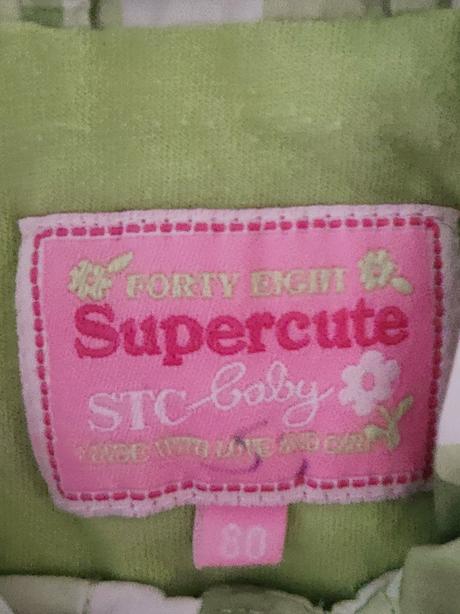 FORTY EIGHT
Supercute
STC baby
MADE WITH LOVE AND CARE
80